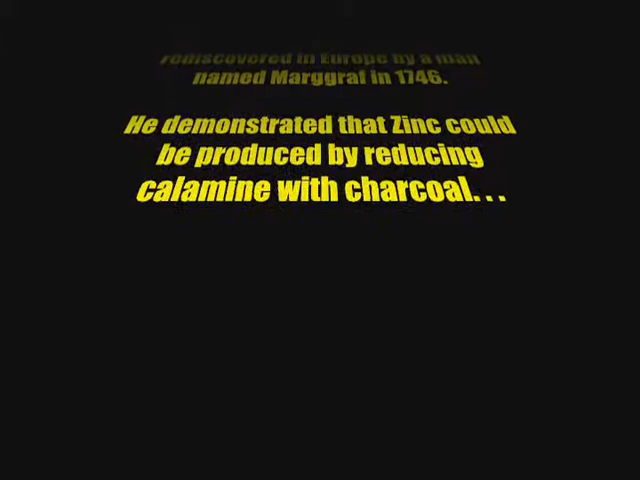 rediscovered in Europe by a man
named Marggraf in 1746.
He demonstrated that Zinc could
be produced by reducing
calamine with charcoal. . .